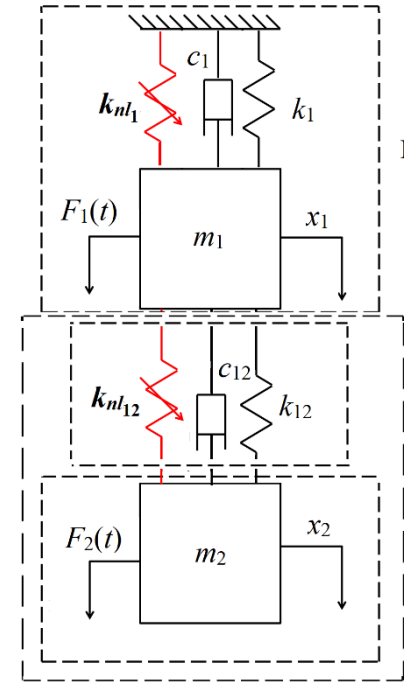 c₁
kₙₗ₁
k₁
F₁(t)
x₁
m₁
c₁₂
kₙₗ₁₂
k₁₂
F₂(t)
x₂
m₂